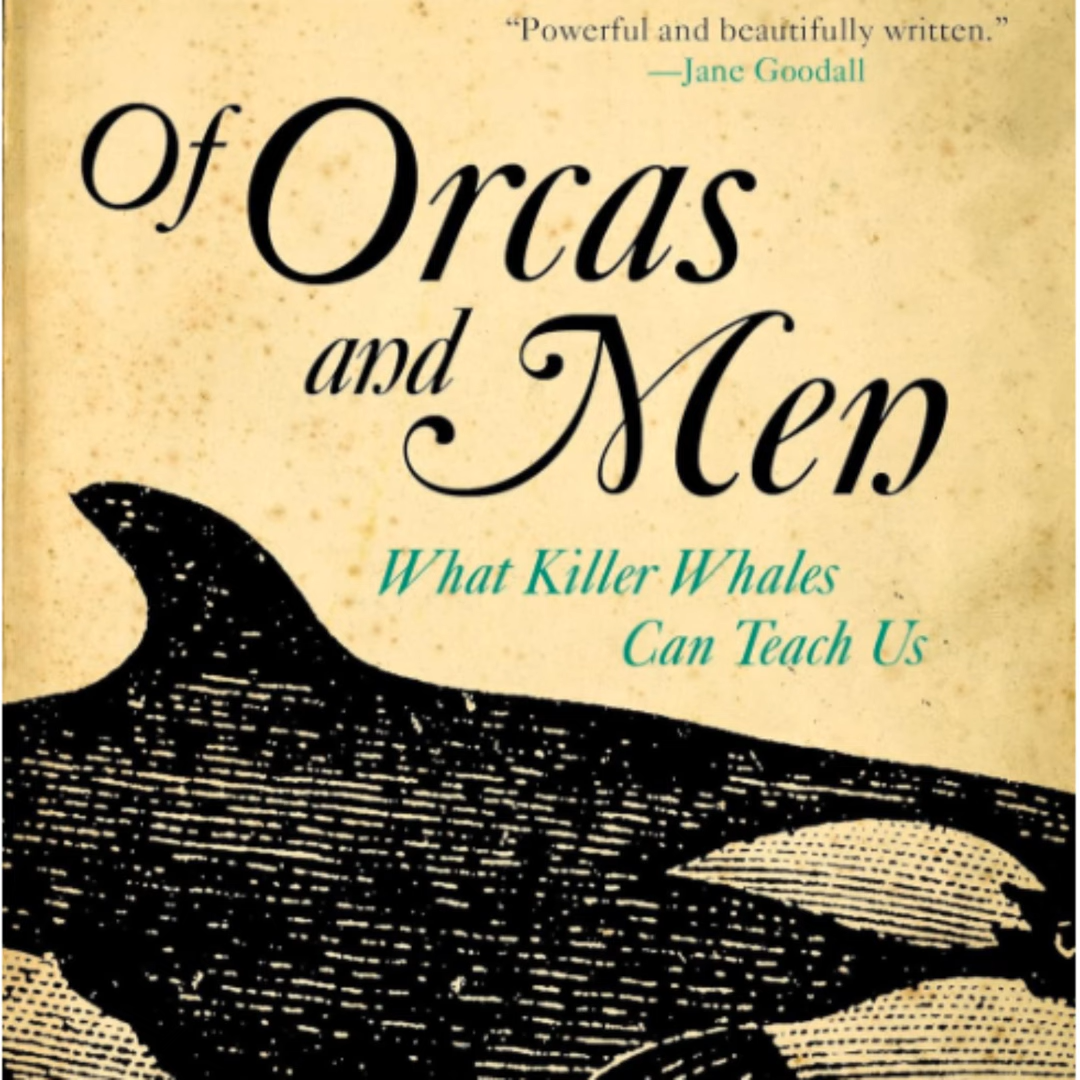 “Powerful and beautifully written.”
—Jane Goodall
Of Orcas
and Men
What Killer Whales
Can Teach Us